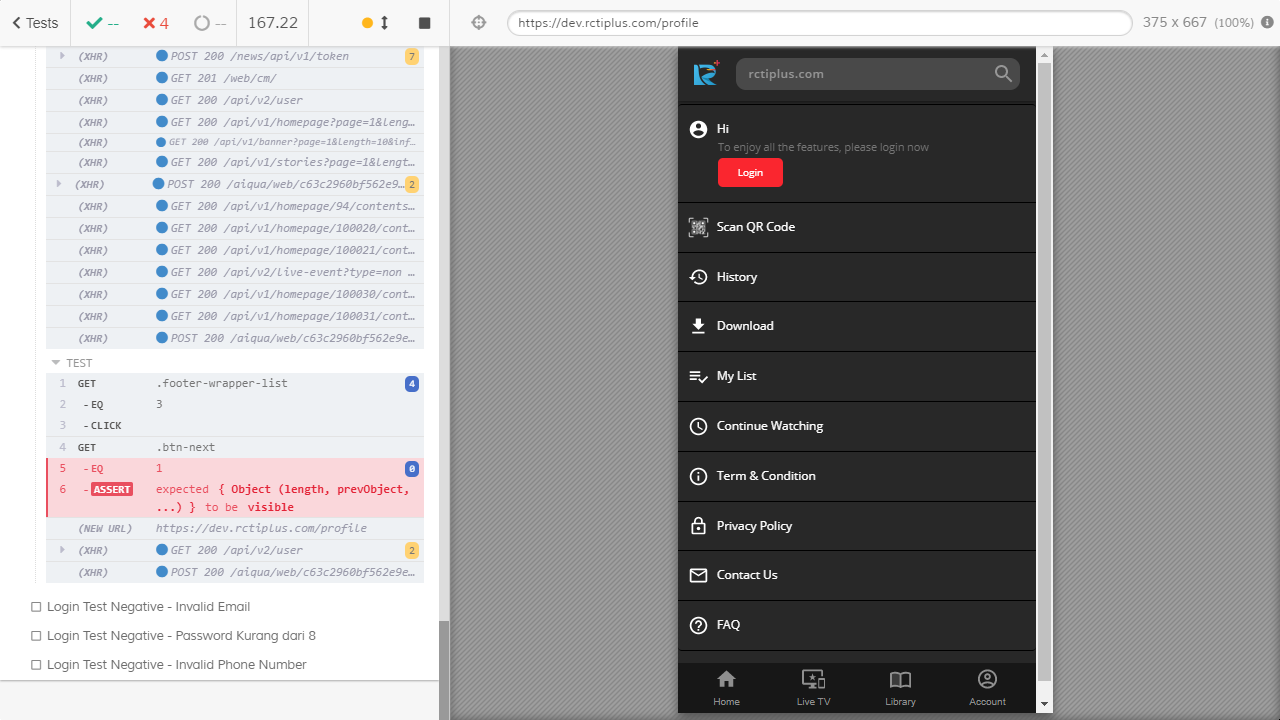 Tests
--
4
--
167.22
https://dev.rctiplus.com/profile
375 x 667 (100%)
(XHR) POST 200 /news/api/v1/token 7
(XHR) GET 201 /web/cm/
(XHR) GET 200 /api/v2/user
(XHR) GET 200 /api/v1/homepage?page=1&leng…
(XHR) GET 200 /api/v1/banner?page=1&length=10&inf…
(XHR) GET 200 /api/v1/stories?page=1&lengt…
(XHR) POST 200 /aiqua/web/c63c2960bf562e9… 2
(XHR) GET 200 /api/v1/homepage/94/contents…
(XHR) GET 200 /api/v1/homepage/100020/cont…
(XHR) GET 200 /api/v1/homepage/100021/cont…
(XHR) GET 200 /api/v2/live-event?type=non …
(XHR) GET 200 /api/v1/homepage/100030/cont…
(XHR) GET 200 /api/v1/homepage/100031/cont…
(XHR) POST 200 /aiqua/web/c63c2960bf562e9e…
TEST
1 GET .footer-wrapper-list 4
2 -EQ 3
3 -CLICK
4 GET .btn-next
5 -EQ 1 0
6 -ASSERT expected { Object (length, prevObject,
...) } to be visible
(NEW URL) https://dev.rctiplus.com/profile
(XHR) GET 200 /api/v2/user 2
(XHR) POST 200 /aiqua/web/c63c2960bf562e9e…
Login Test Negative - Invalid Email
Login Test Negative - Password Kurang dari 8
Login Test Negative - Invalid Phone Number
rctiplus.com
Hi
To enjoy all the features, please login now
Login
Scan QR Code
History
Download
My List
Continue Watching
Term & Condition
Privacy Policy
Contact Us
FAQ
Home
Live TV
Library
Account